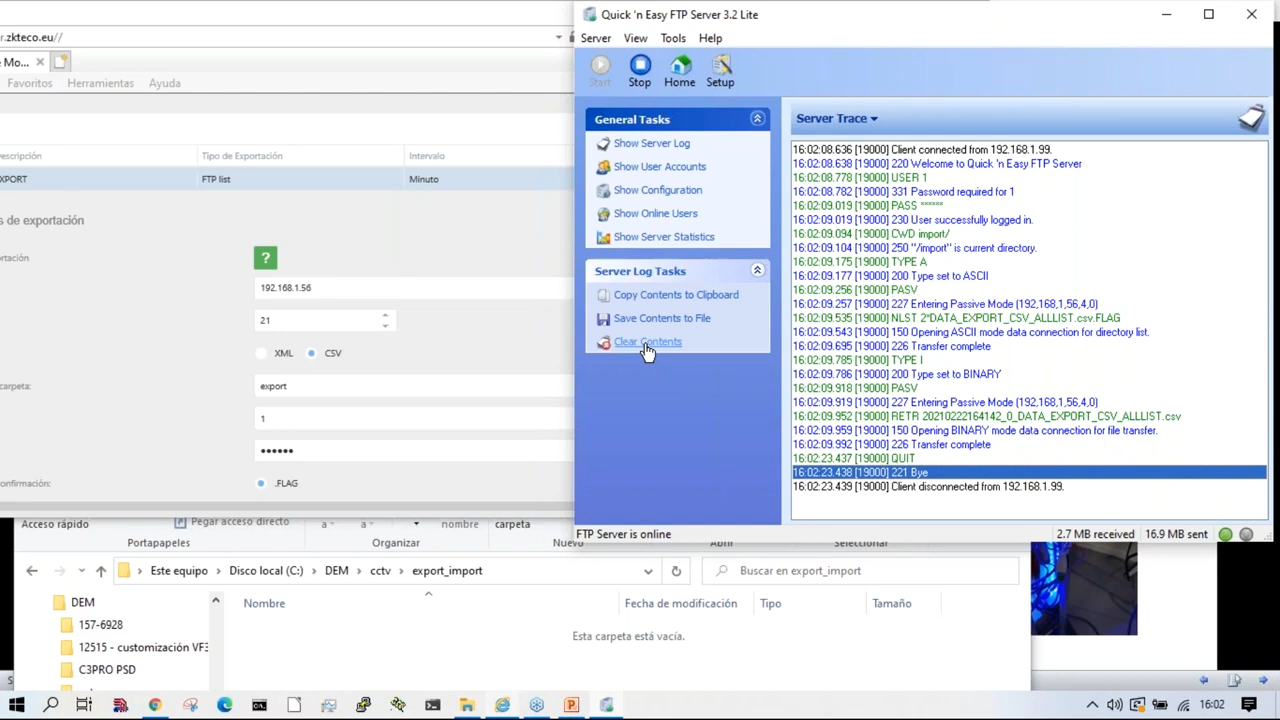 r.zkteco.eu//
Mo...
Favoritos
Herramientas
Ayuda
escripción
Tipo de Exportación
Intervalo
XPORT
FTP list
Minuto
s de exportación
ortación
?
192.168.1.56
21
XML
CSV
carpeta:
export
1
••••••
onfirmación:
.FLAG
Quick 'n Easy FTP Server 3.2 Lite
Server
View
Tools
Help
Start
Stop
Home
Setup
General Tasks
Show Server Log
Show User Accounts
Show Configuration
Show Online Users
Show Server Statistics
Server Log Tasks
Copy Contents to Clipboard
Save Contents to File
Clear Contents
Server Trace
16:02:08.636 [19000] Client connected from 192.168.1.99.
16:02:08.638 [19000] 220 Welcome to Quick 'n Easy FTP Server
16:02:08.778 [19000] USER 1
16:02:08.782 [19000] 331 Password required for 1
16:02:09.019 [19000] PASS ******
16:02:09.019 [19000] 230 User successfully logged in.
16:02:09.094 [19000] CWD import/
16:02:09.104 [19000] 250 "/import" is current directory.
16:02:09.175 [19000] TYPE A
16:02:09.177 [19000] 200 Type set to ASCII
16:02:09.256 [19000] PASV
16:02:09.257 [19000] 227 Entering Passive Mode (192,168,1,56,4,0)
16:02:09.535 [19000] NLST 2*DATA_EXPORT_CSV_ALLLIST.csv.FLAG
16:02:09.543 [19000] 150 Opening ASCII mode data connection for directory list.
16:02:09.695 [19000] 226 Transfer complete
16:02:09.785 [19000] TYPE I
16:02:09.786 [19000] 200 Type set to BINARY
16:02:09.918 [19000] PASV
16:02:09.919 [19000] 227 Entering Passive Mode (192,168,1,56,4,0)
16:02:09.952 [19000] RETR 20210222164142_0_DATA_EXPORT_CSV_ALLLIST.csv
16:02:09.959 [19000] 150 Opening BINARY mode data connection for file transfer.
16:02:09.992 [19000] 226 Transfer complete
16:02:23.437 [19000] QUIT
16:02:23.438 [19000] 221 Bye
16:02:23.439 [19000] Client disconnected from 192.168.1.99.
FTP Server is online
2.7 MB received
16.9 MB sent
Acceso rápido
Pegar acceso directo
a
a
nombre
carpeta
Portapapeles
Organizar
Nuevo
Abrir
Seleccionar
Este equipo
Disco local (C:)
DEM
cctv
export_import
Buscar en export_import
Nombre
Fecha de modificación
Tipo
Tamaño
DEM
157-6928
12515 - customización VF3
C3PRO PSD
Esta carpeta está vacía.
16:02